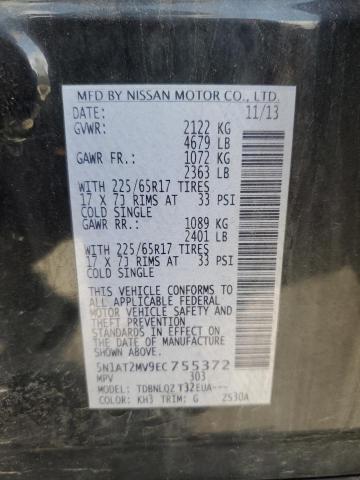 MFD BY NISSAN MOTOR CO., LTD.
DATE: 11/13
GVWR: 2122 KG
4679 LB
GAWR FR.: 1072 KG
2363 LB
WITH 225/65R17 TIRES
17 X 7J RIMS AT 33 PSI
COLD SINGLE
GAWR RR.: 1089 KG
2401 LB
WITH 225/65R17 TIRES
17 X 7J RIMS AT 33 PSI
COLD SINGLE
THIS VEHICLE CONFORMS TO
ALL APPLICABLE FEDERAL
MOTOR VEHICLE SAFETY AND
THEFT PREVENTION
STANDARDS IN EFFECT ON
THE DATE OF MANUFACTURE
SHOWN ABOVE.
5N1AT2MV9EC755372
MPV 303
MODEL: TDBNLQZ T32EUA---
COLOR: KH3 TRIM: G 2530A